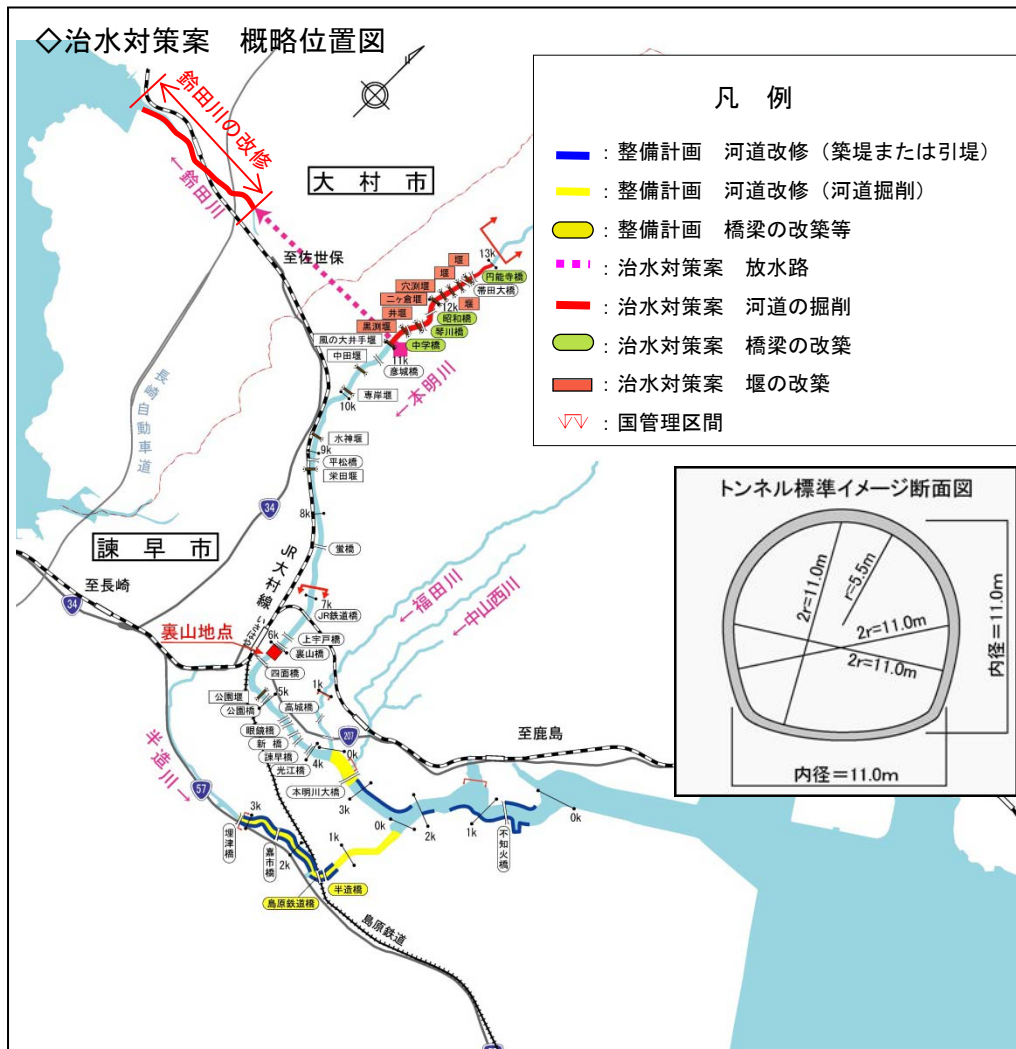 ◇治水対策案 概略位置図
鈴田川の改修
←鈴田川
大村市
至佐世保
凡 例
：整備計画 河道改修（築堤または引堤）
：整備計画 河道改修（河道掘削）
：整備計画 橋梁の改築等
：治水対策案 放水路
：治水対策案 河道の掘削
：治水対策案 橋梁の改築
：治水対策案 堰の改築
：国管理区間
13k
円能寺橋
帯田大橋
堰
堰
穴渕堰
二ヶ倉堰
堰
12k
井堰
昭和橋
黒渕堰
琴川橋
中学橋
風の大井手堰
11k
彦城橋
中田堰
←本明川
専岸堰
10k
長崎自動車道
水神堰
9k
平松橋
栄田堰
34
8k
諫早市
蛍橋
JR大村線
至長崎
34
7k
JR鉄道橋
←福田川
←中山西川
裏山地点
いさはや
6k
上宇戸橋
裏山橋
四面橋
5k
公園堰
公園橋
1k
高城橋
眼鏡橋
新橋
諫早橋
光江橋
4k
0k
207
至鹿島
本明川大橋
3k
半造川→
57
3k
埋津橋
嘉市橋
2k
1k
0k
2k
1k
不知火橋
0k
半造橋
島原鉄道橋
島原鉄道
トンネル標準イメージ断面図
2r=11.0m
r=5.5m
2r=11.0m
2r=11.0m
内径＝11.0m
内径＝11.0m